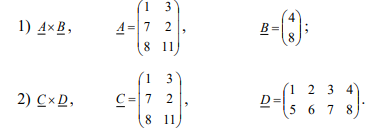 1) A×B, A=(1 3
7 2
8 11), B=(4
8);
2) C×D, C=(1 3
7 2
8 11), D=(1 2 3 4
5 6 7 8).